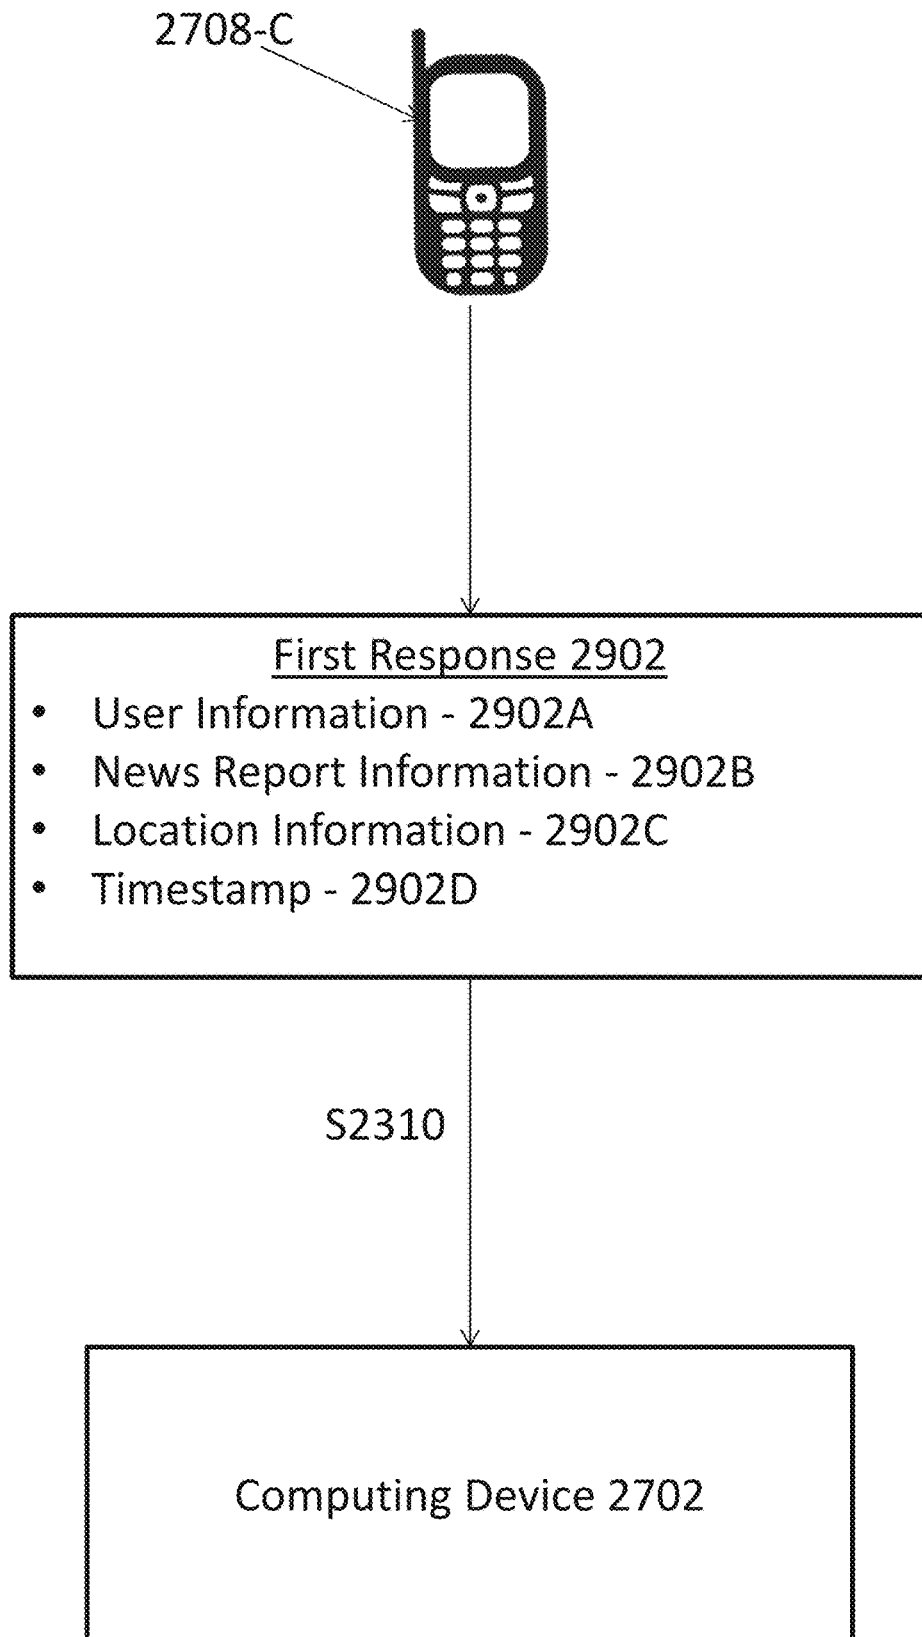 2708-C
First Response 2902
• User Information - 2902A
• News Report Information - 2902B
• Location Information - 2902C
• Timestamp - 2902D
S2310
Computing Device 2702